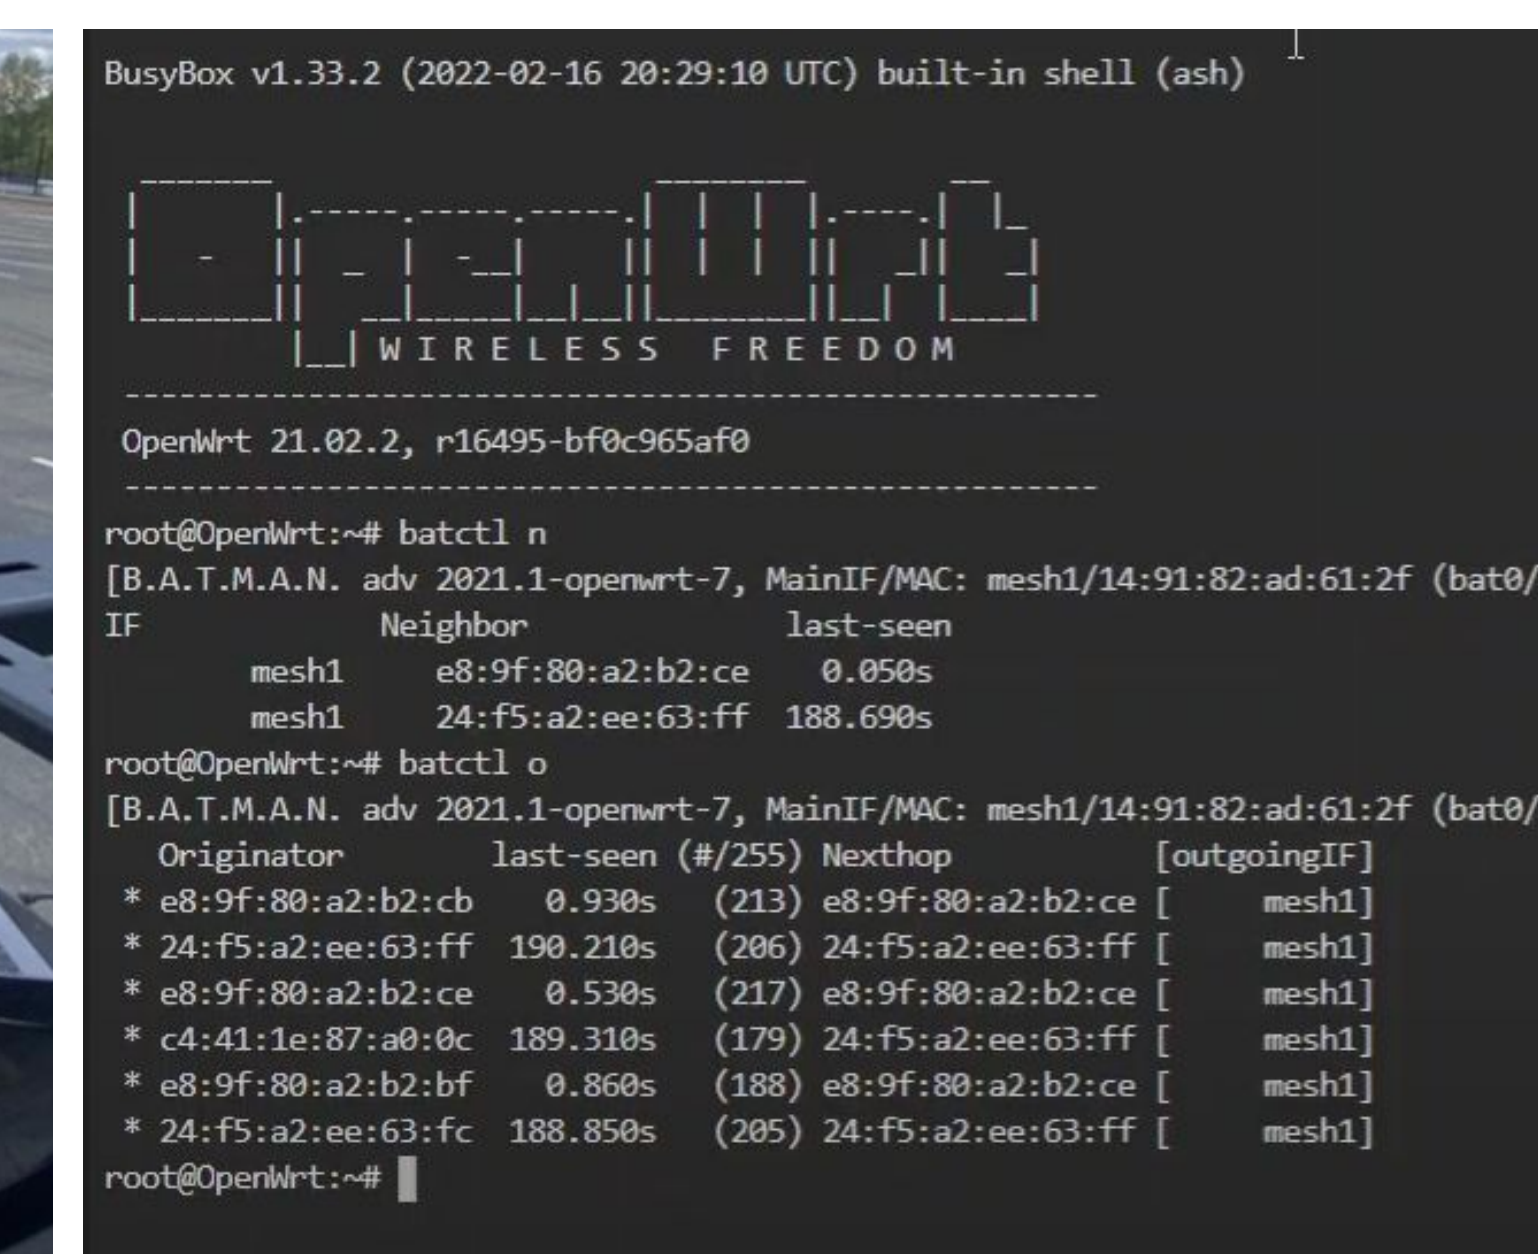 BusyBox v1.33.2 (2022-02-16 20:29:10 UTC) built-in shell (ash)
OpenWrt
W I R E L E S S F R E E D O M
-----------------------------------------------------
OpenWrt 21.02.2, r16495-bf0c965af0
-----------------------------------------------------
root@OpenWrt:~# batctl n
[B.A.T.M.A.N. adv 2021.1-openwrt-7, MainIF/MAC: mesh1/14:91:82:ad:61:2f (bat0/
IF Neighbor last-seen
mesh1 e8:9f:80:a2:b2:ce 0.050s
mesh1 24:f5:a2:ee:63:ff 188.690s
root@OpenWrt:~# batctl o
[B.A.T.M.A.N. adv 2021.1-openwrt-7, MainIF/MAC: mesh1/14:91:82:ad:61:2f (bat0/
Originator last-seen (#/255) Nexthop [outgoingIF]
* e8:9f:80:a2:b2:cb 0.930s (213) e8:9f:80:a2:b2:ce [ mesh1]
* 24:f5:a2:ee:63:ff 190.210s (206) 24:f5:a2:ee:63:ff [ mesh1]
* e8:9f:80:a2:b2:ce 0.530s (217) e8:9f:80:a2:b2:ce [ mesh1]
* c4:41:1e:87:a0:0c 189.310s (179) 24:f5:a2:ee:63:ff [ mesh1]
* e8:9f:80:a2:b2:bf 0.860s (188) e8:9f:80:a2:b2:ce [ mesh1]
* 24:f5:a2:ee:63:fc 188.850s (205) 24:f5:a2:ee:63:ff [ mesh1]
root@OpenWrt:~#